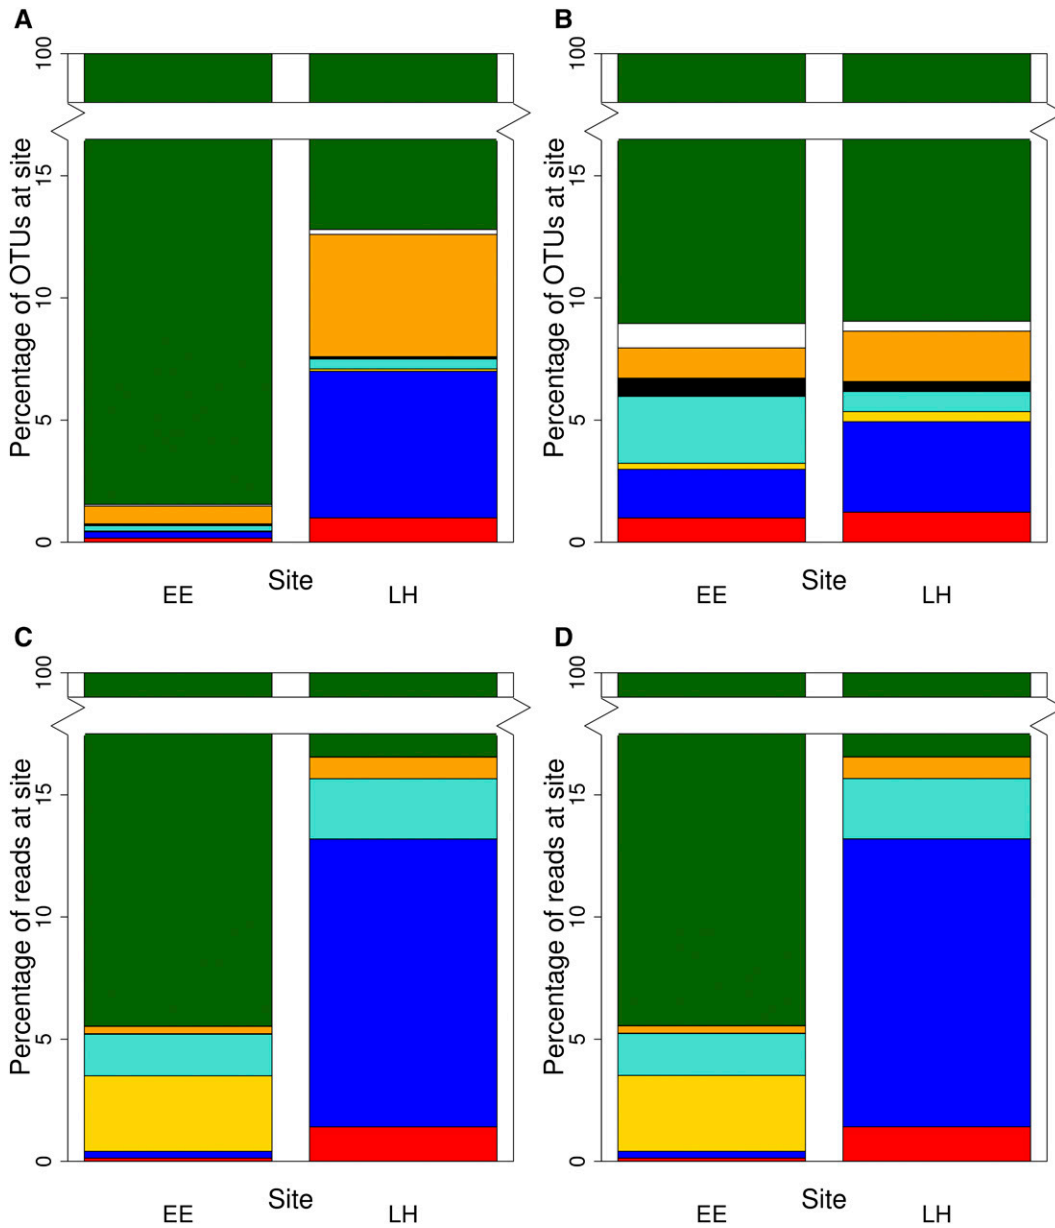 A
Percentage of OTUs at site
100
15
10
5
0
Site
EE LH
B
Percentage of OTUs at site
100
15
10
5
0
Site
EE LH
C
Percentage of reads at site
100
15
10
5
0
Site
EE LH
D
Percentage of reads at site
100
15
10
5
0
Site
EE LH